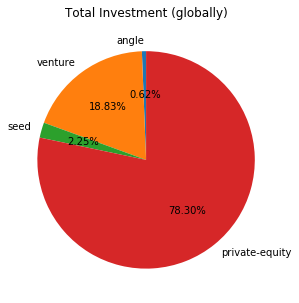 Total Investment (globally)
angle
venture
0.62%
18.83%
seed
2.25%
78.30%
private-equity